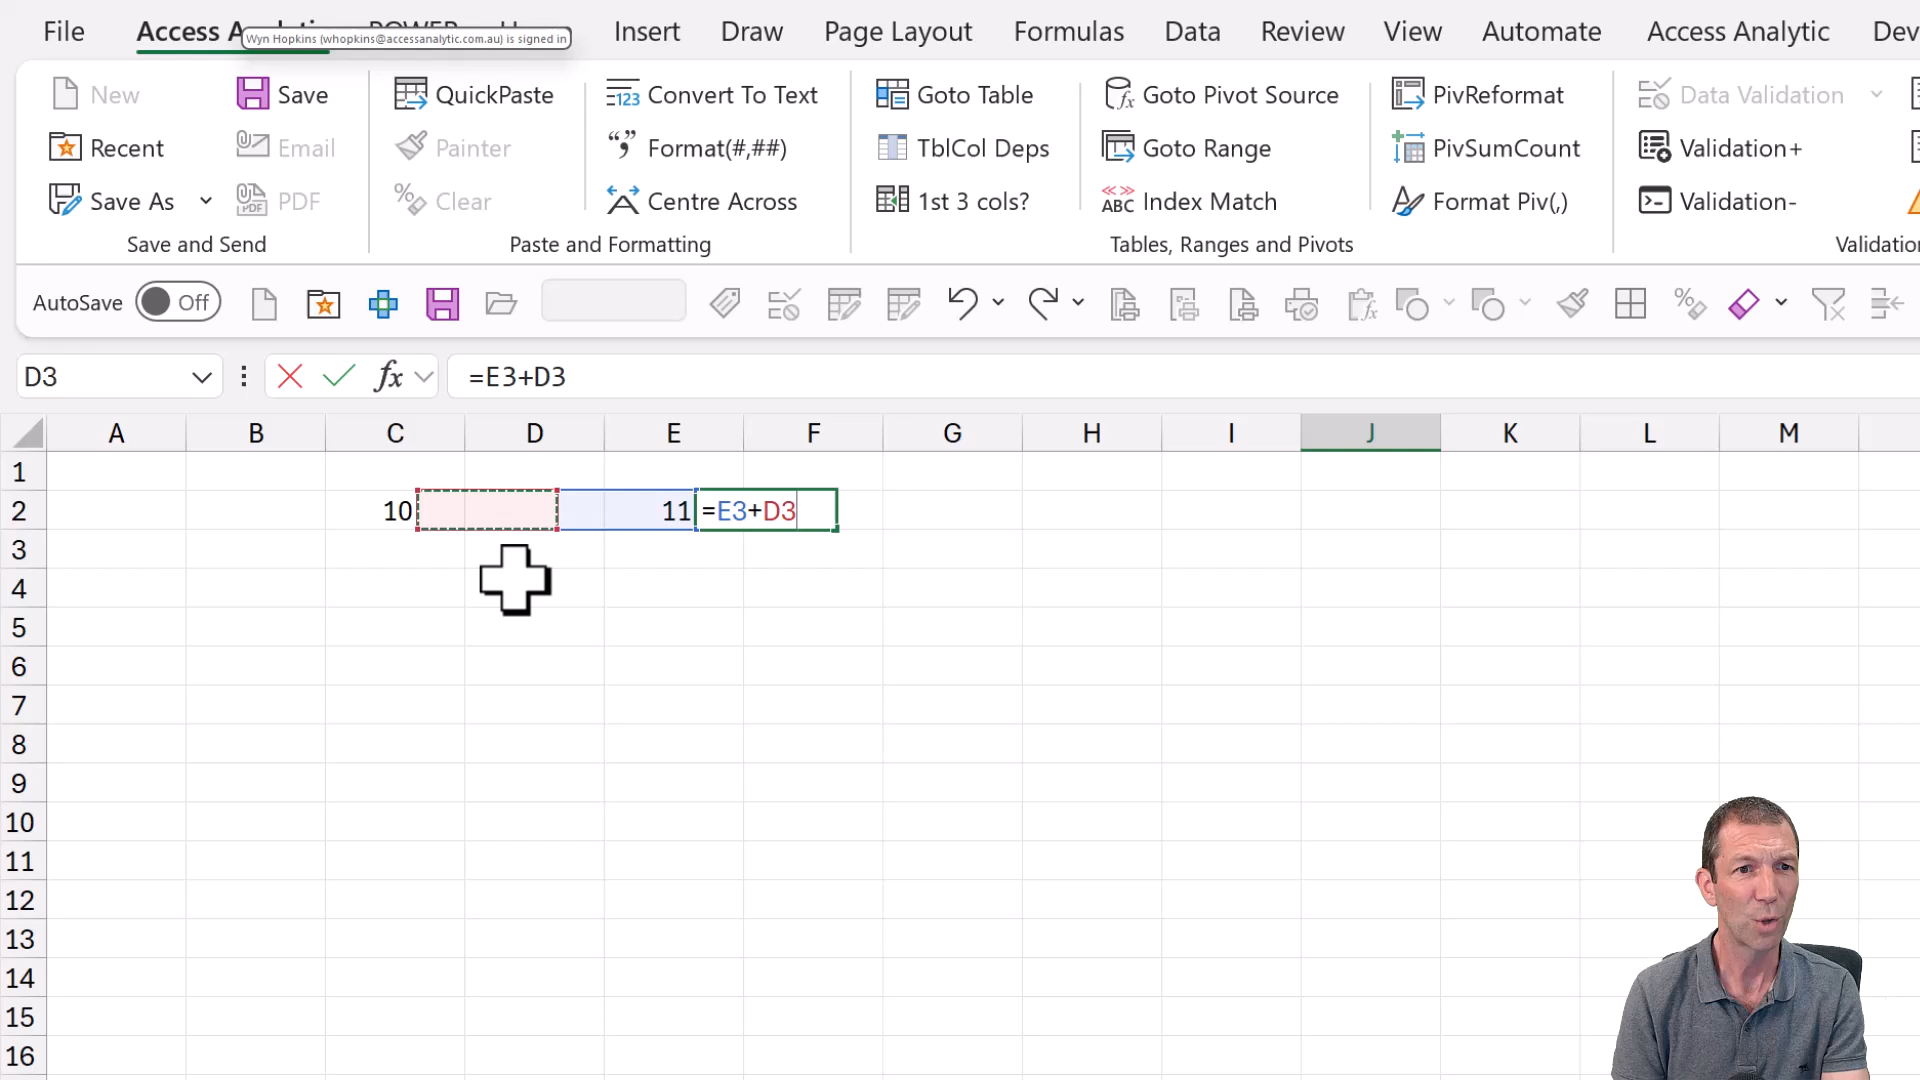 File Access A POWER Insert Draw Page Layout Formulas Data Review View Automate Access Analytic Dev
Wyn Hopkins (whopkins@accessanalytic.com.au) is signed in
New Save QuickPaste Convert To Text Goto Table Goto Pivot Source PivReformat Data Validation
Recent Email Painter Format(#,##) TblCol Deps Goto Range PivSumCount Validation+
Save As PDF Clear Centre Across 1st 3 cols? Index Match Format Piv(,) Validation-
Save and Send Paste and Formatting Tables, Ranges and Pivots Validatio
AutoSave Off
D3 fx =E3+D3
A B C D E F G H I J K L M
1
2 10 11 =E3+D3
3
4
5
6
7
8
9
10
11
12
13
14
15
16